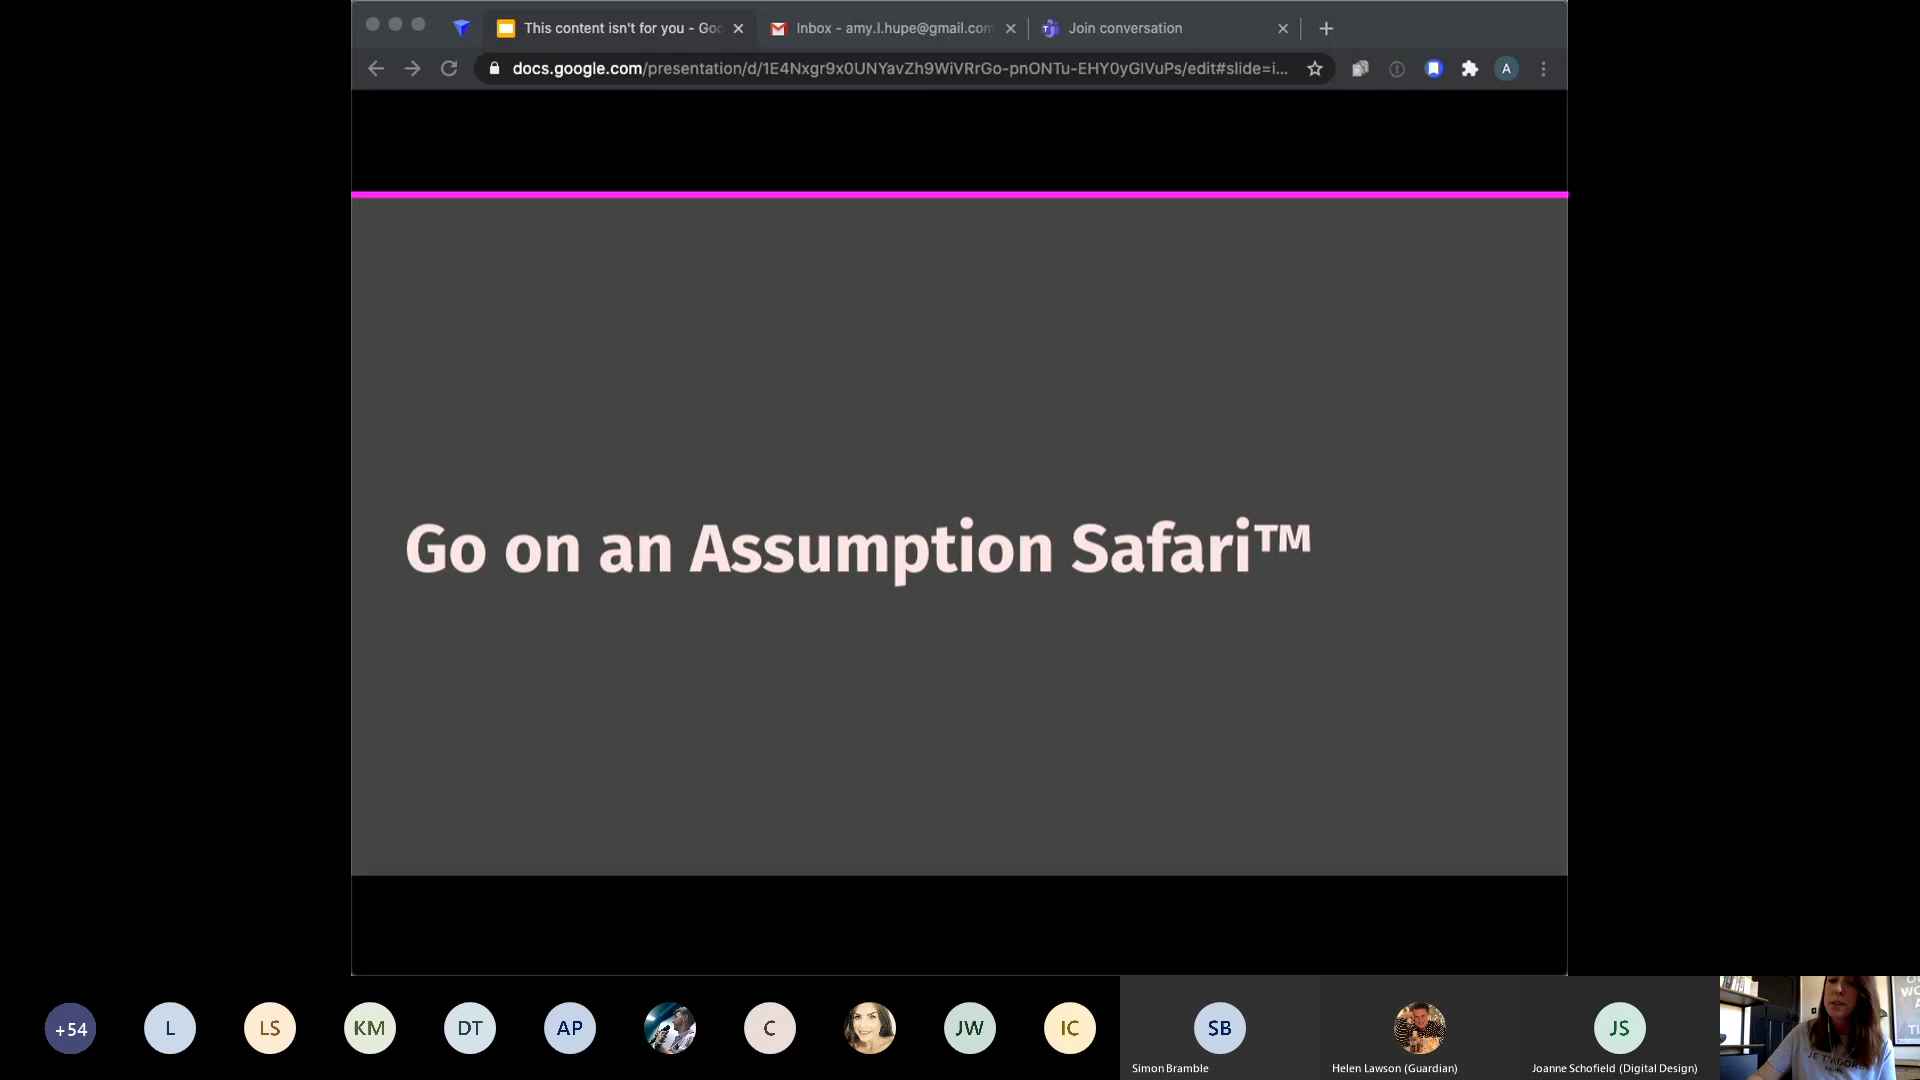 This content isn't for you - Goo
Inbox - amy.l.hupe@gmail.com
Join conversation
docs.google.com/presentation/d/1E4Nxgr9x0UNYavZh9WiVRrGo-pnONTu-EHY0yGlVuPs/edit#slide=i...
A
Go on an Assumption Safari™
+54
L
LS
KM
DT
AP
C
JW
IC
SB
JS
Simon Bramble
Helen Lawson (Guardian)
Joanne Schofield (Digital Design)
JE T'ADORE